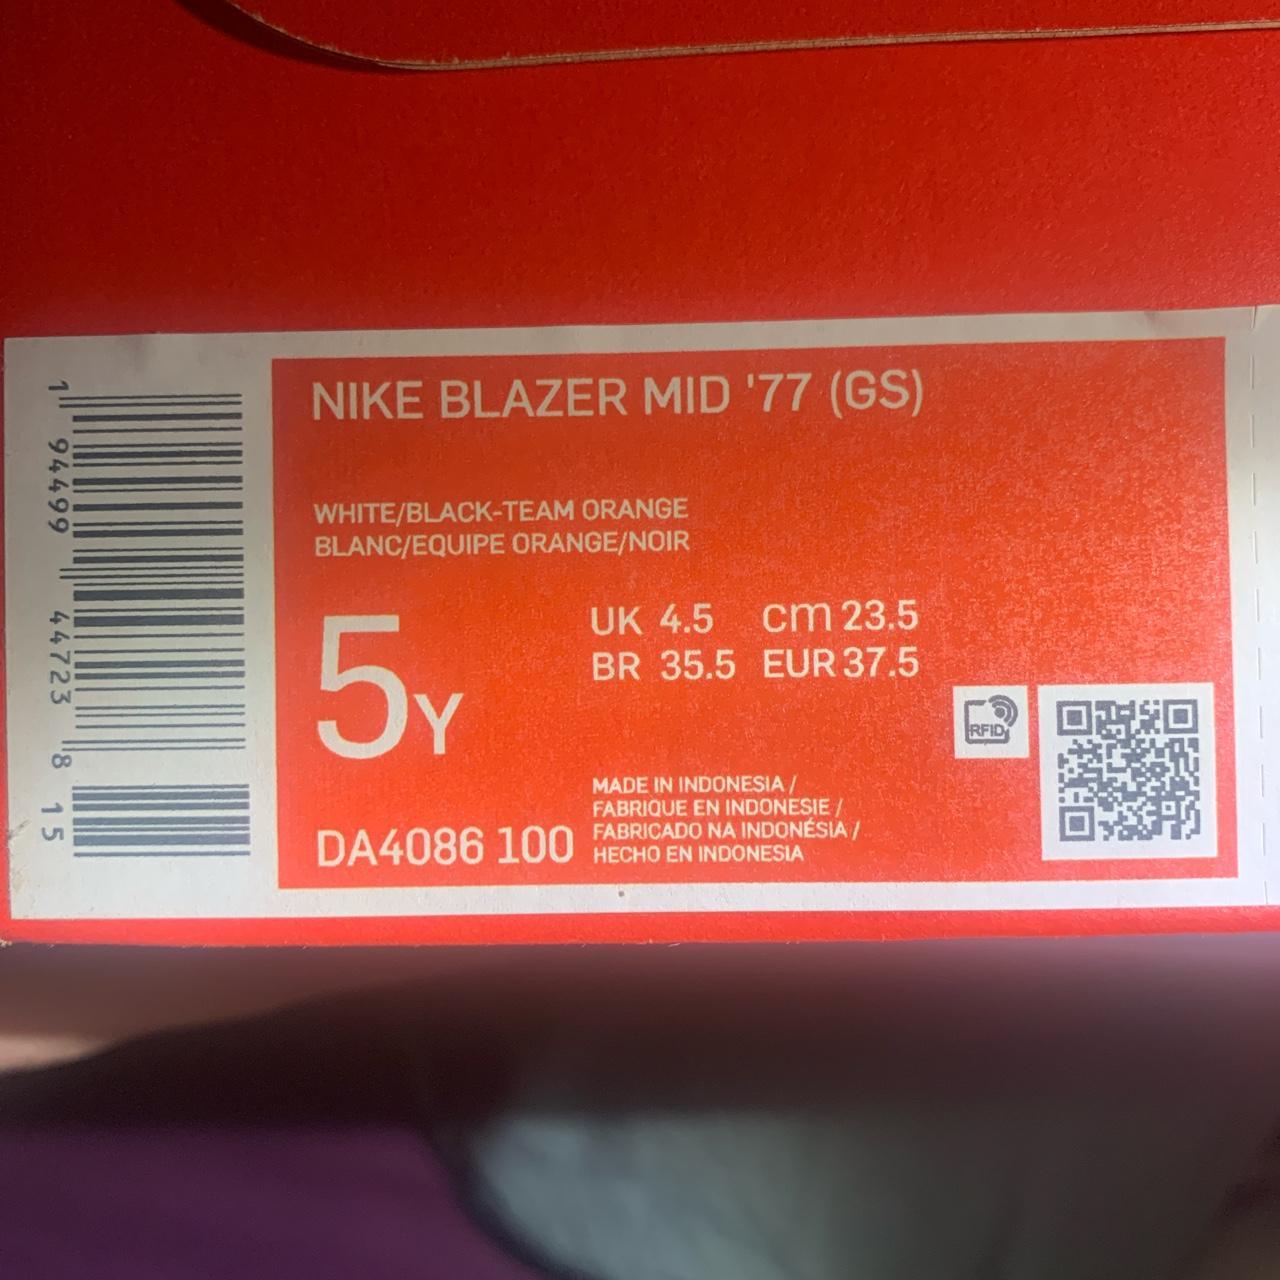 NIKE BLAZER MID '77 (GS)
WHITE/BLACK-TEAM ORANGE
BLANC/EQUIPE ORANGE/NOIR
5Y
UK 4.5 cm 23.5
BR 35.5 EUR 37.5
RFID
MADE IN INDONESIA /
FABRIQUE EN INDONESIE /
FABRICADO NA INDONÉSIA /
HECHO EN INDONESIA
DA4086 100
1 94499 44723 8 15